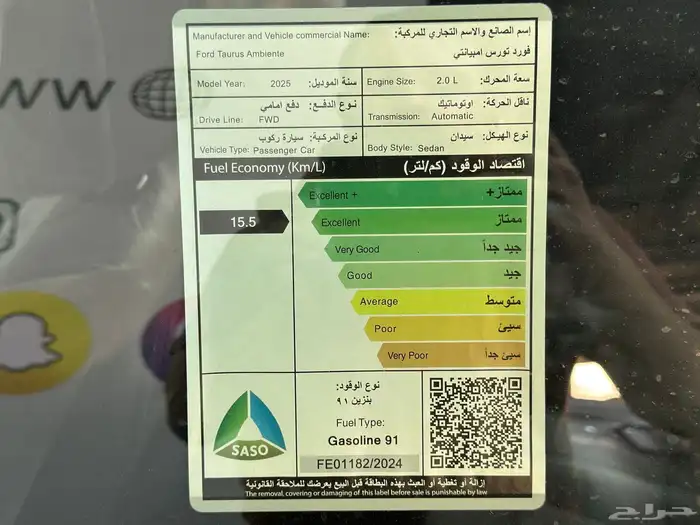 Manufacturer and Vehicle commercial Name: إسم الصانع والاسم التجاري للمركبة:
Ford Taurus Ambiente فورد تورس امبيانتي
Model Year: 2025 سنة الموديل: Engine Size: 2.0 L سعة المحرك:
نوع الدفع: دفع امامي ناقل الحركة: اوتوماتيك
Drive Line: FWD Transmission: Automatic
نوع المركبة: سيارة ركوب نوع الهيكل: سيدان
Vehicle Type: Passenger Car Body Style: Sedan
Fuel Economy (Km/L) اقتصاد الوقود (كم/لتر)
Excellent + ممتاز+
15.5 Excellent ممتاز
Very Good جيد جداً
Good جيد
Average متوسط
Poor سيئ
Very Poor سيئ جداً
نوع الوقود:
بنزين ٩١
Fuel Type:
Gasoline 91
SASO
FE01182/2024
إزالة أو تغطية أو العبث بهذه البطاقة قبل البيع يعرضك للملاحقة القانونية
The removal, covering or damaging of this label before sale is punishable by law
ww
حراج